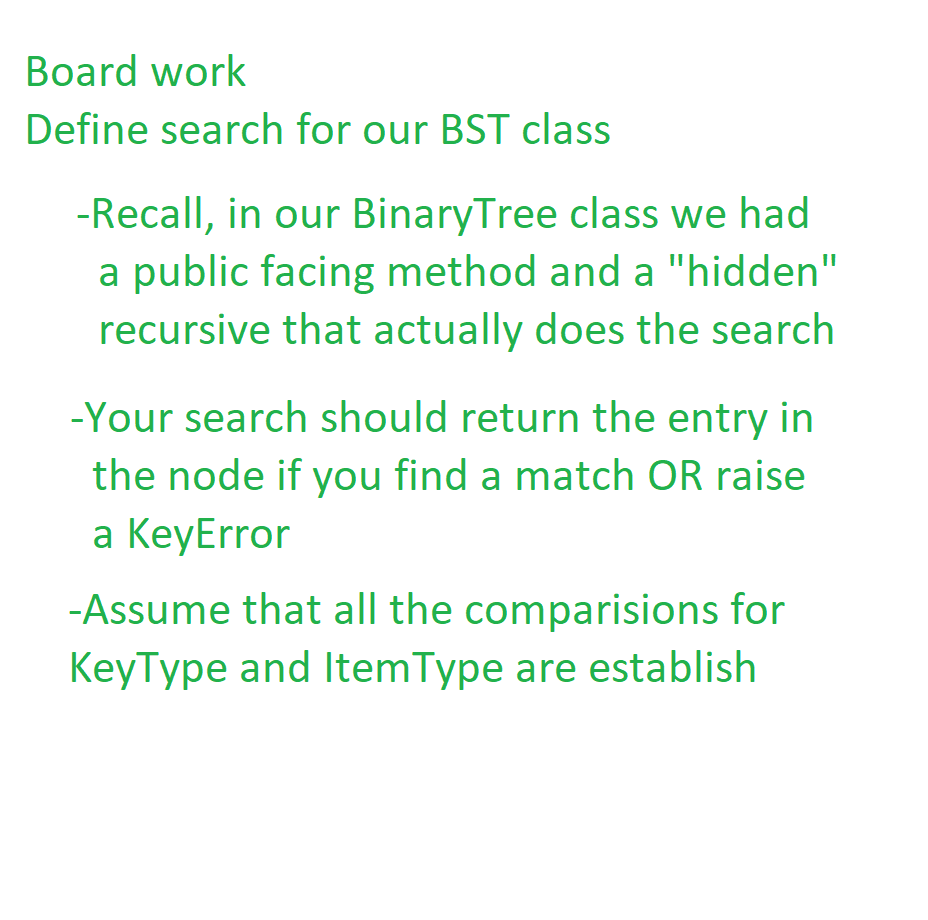 Board work
Define search for our BST class
-Recall, in our BinaryTree class we had
a public facing method and a "hidden"
recursive that actually does the search
-Your search should return the entry in
the node if you find a match OR raise
a KeyError
-Assume that all the comparisions for
KeyType and ItemType are establish